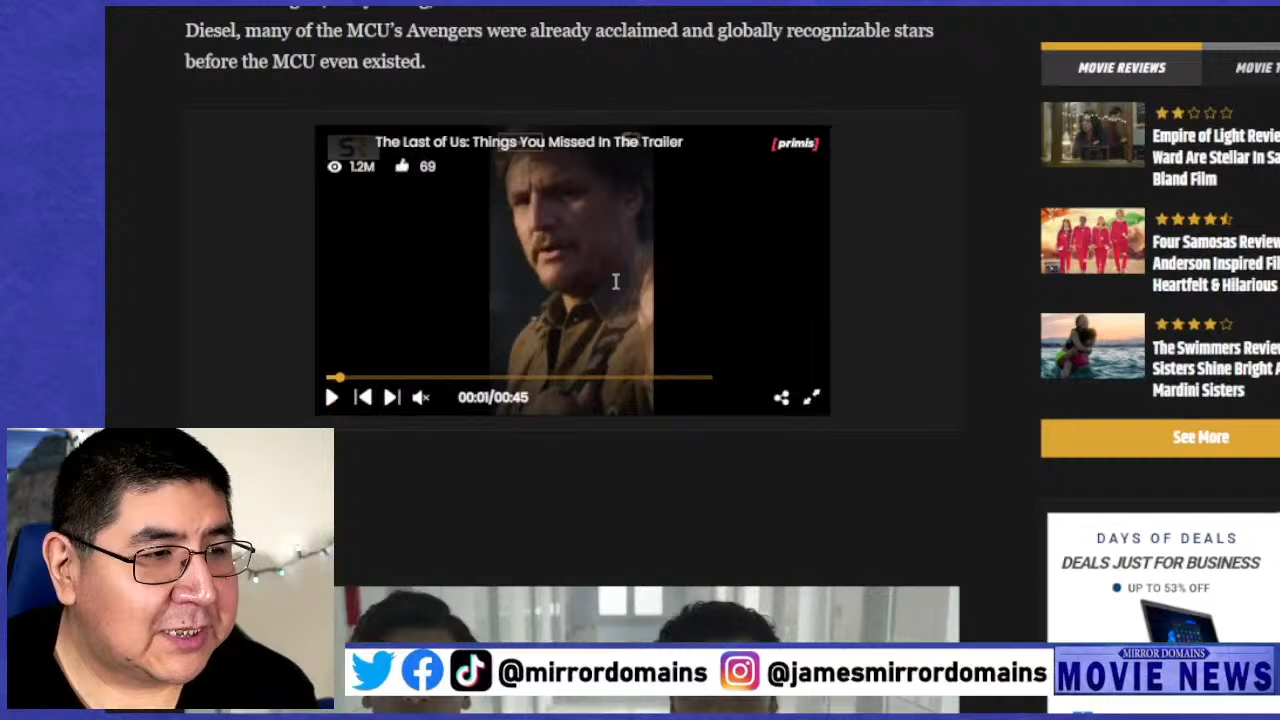 Diesel, many of the MCU's Avengers were already acclaimed and globally recognizable stars
before the MCU even existed.
The Last of Us: Things You Missed In The Trailer
[primis]
1.2M 69
00:01/00:45
MOVIE REVIEWS
MOVIE T
Empire of Light Revie
Ward Are Stellar In Sa
Bland Film
Four Samosas Review
Anderson Inspired Fil
Heartfelt & Hilarious
The Swimmers Review
Sisters Shine Bright A
Mardini Sisters
See More
DAYS OF DEALS
DEALS JUST FOR BUSINESS
UP TO 53% OFF
@mirrordomains @jamesmirrordomains
MIRROR DOMAINS
MOVIE NEWS